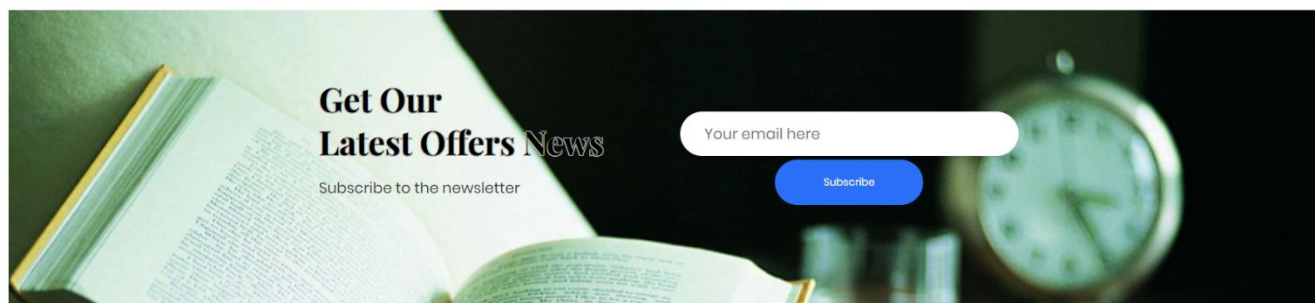 Get Our
Latest Offers News
Subscribe to the newsletter
Your email here
Subscribe